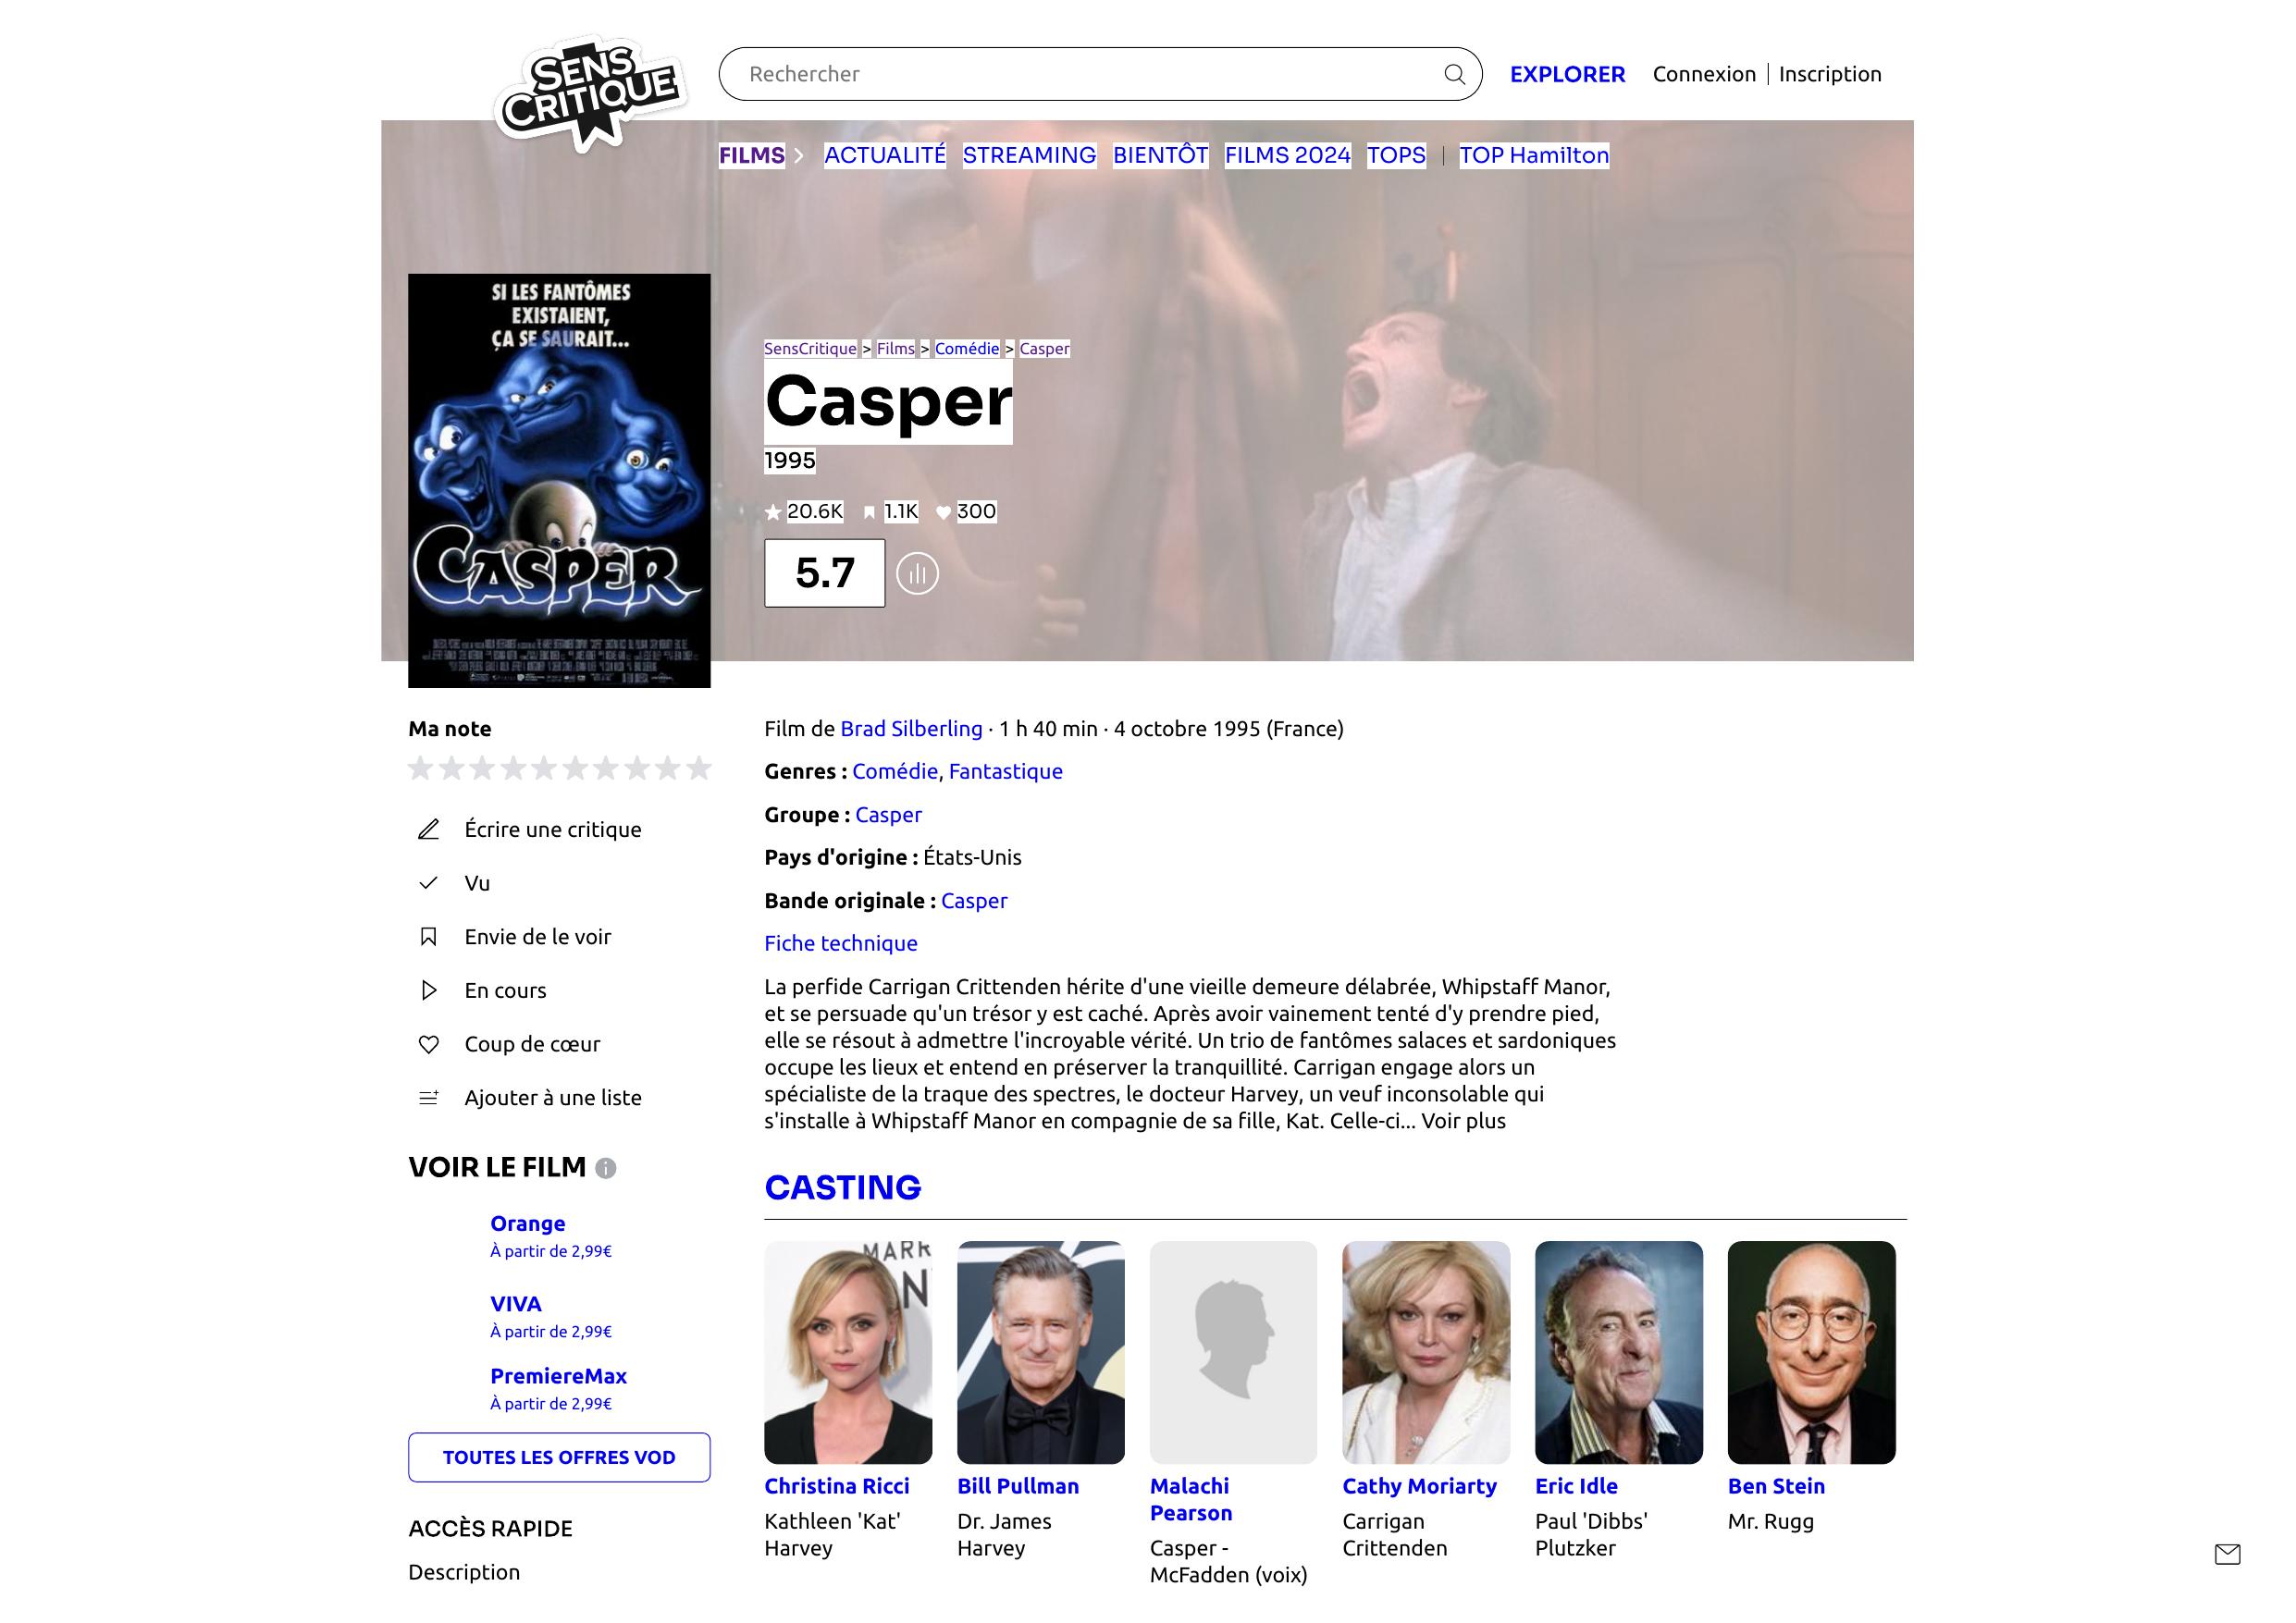 SENS
CRITIQUE
Rechercher
EXPLORER
Connexion
Inscription
FILMS
ACTUALITÉ
STREAMING
BIENTÔT
FILMS 2024
TOPS
TOP Hamilton
SI LES FANTÔMES
EXISTAIENT,
ÇA SE SAURAIT...
CASPER
SensCritique > Films > Comédie > Casper
Casper
1995
20.6K
1.1K
300
5.7
Ma note
Écrire une critique
Vu
Envie de le voir
En cours
Coup de cœur
Ajouter à une liste
VOIR LE FILM
Orange
À partir de 2,99€
VIVA
À partir de 2,99€
PremiereMax
À partir de 2,99€
TOUTES LES OFFRES VOD
ACCÈS RAPIDE
Description
Film de Brad Silberling · 1 h 40 min · 4 octobre 1995 (France)
Genres : Comédie, Fantastique
Groupe : Casper
Pays d'origine : États-Unis
Bande originale : Casper
Fiche technique
La perfide Carrigan Crittenden hérite d'une vieille demeure délabrée, Whipstaff Manor,
et se persuade qu'un trésor y est caché. Après avoir vainement tenté d'y prendre pied,
elle se résout à admettre l'incroyable vérité. Un trio de fantômes salaces et sardoniques
occupe les lieux et entend en préserver la tranquillité. Carrigan engage alors un
spécialiste de la traque des spectres, le docteur Harvey, un veuf inconsolable qui
s'installe à Whipstaff Manor en compagnie de sa fille, Kat. Celle-ci... Voir plus
CASTING
MARR
N
Christina Ricci
Kathleen 'Kat'
Harvey
Bill Pullman
Dr. James
Harvey
Malachi
Pearson
Casper -
McFadden (voix)
Cathy Moriarty
Carrigan
Crittenden
Eric Idle
Paul 'Dibbs'
Plutzker
Ben Stein
Mr. Rugg